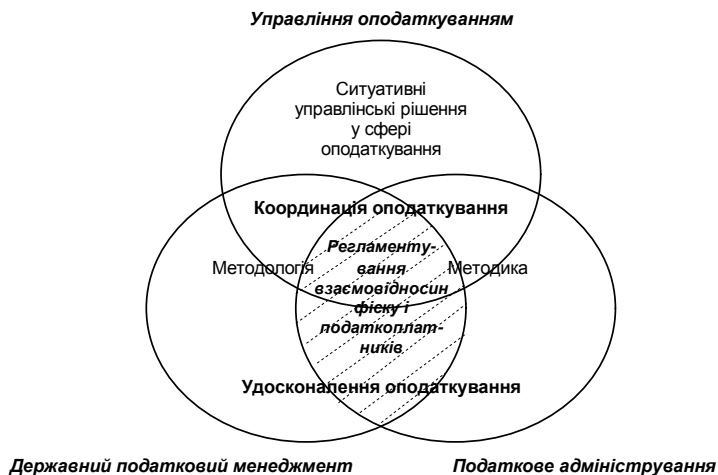 Управління оподаткуванням
Ситуативні
управлінські рішення
у сфері
оподаткування
Координація оподаткування
Регламенту-
вання
Методологія
Методика
взаємовідносин
фіску і
податкоплат-
ників
Удосконалення оподаткування
Державний податковий менеджмент
Податкове адміністрування